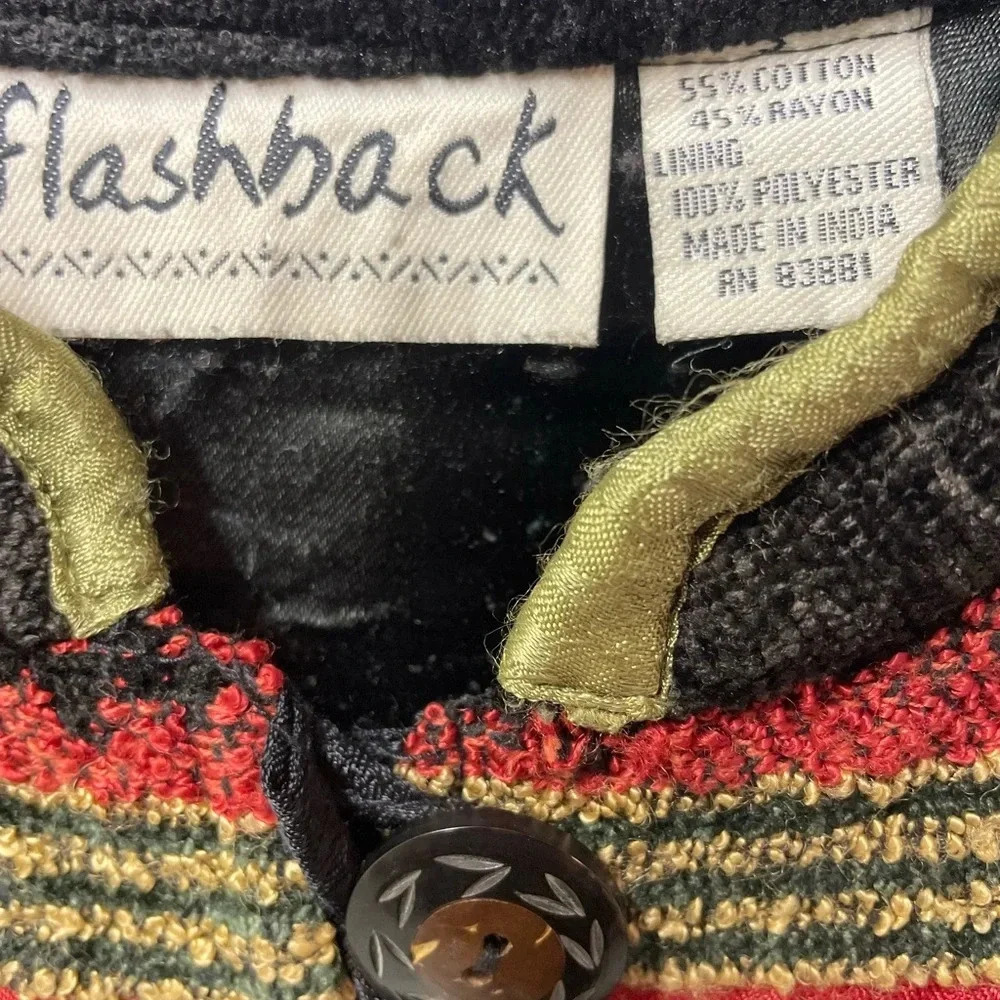 flashback
55% COTTON
45% RAYON
LINING
100% POLYESTER
MADE IN INDIA
RN 83881